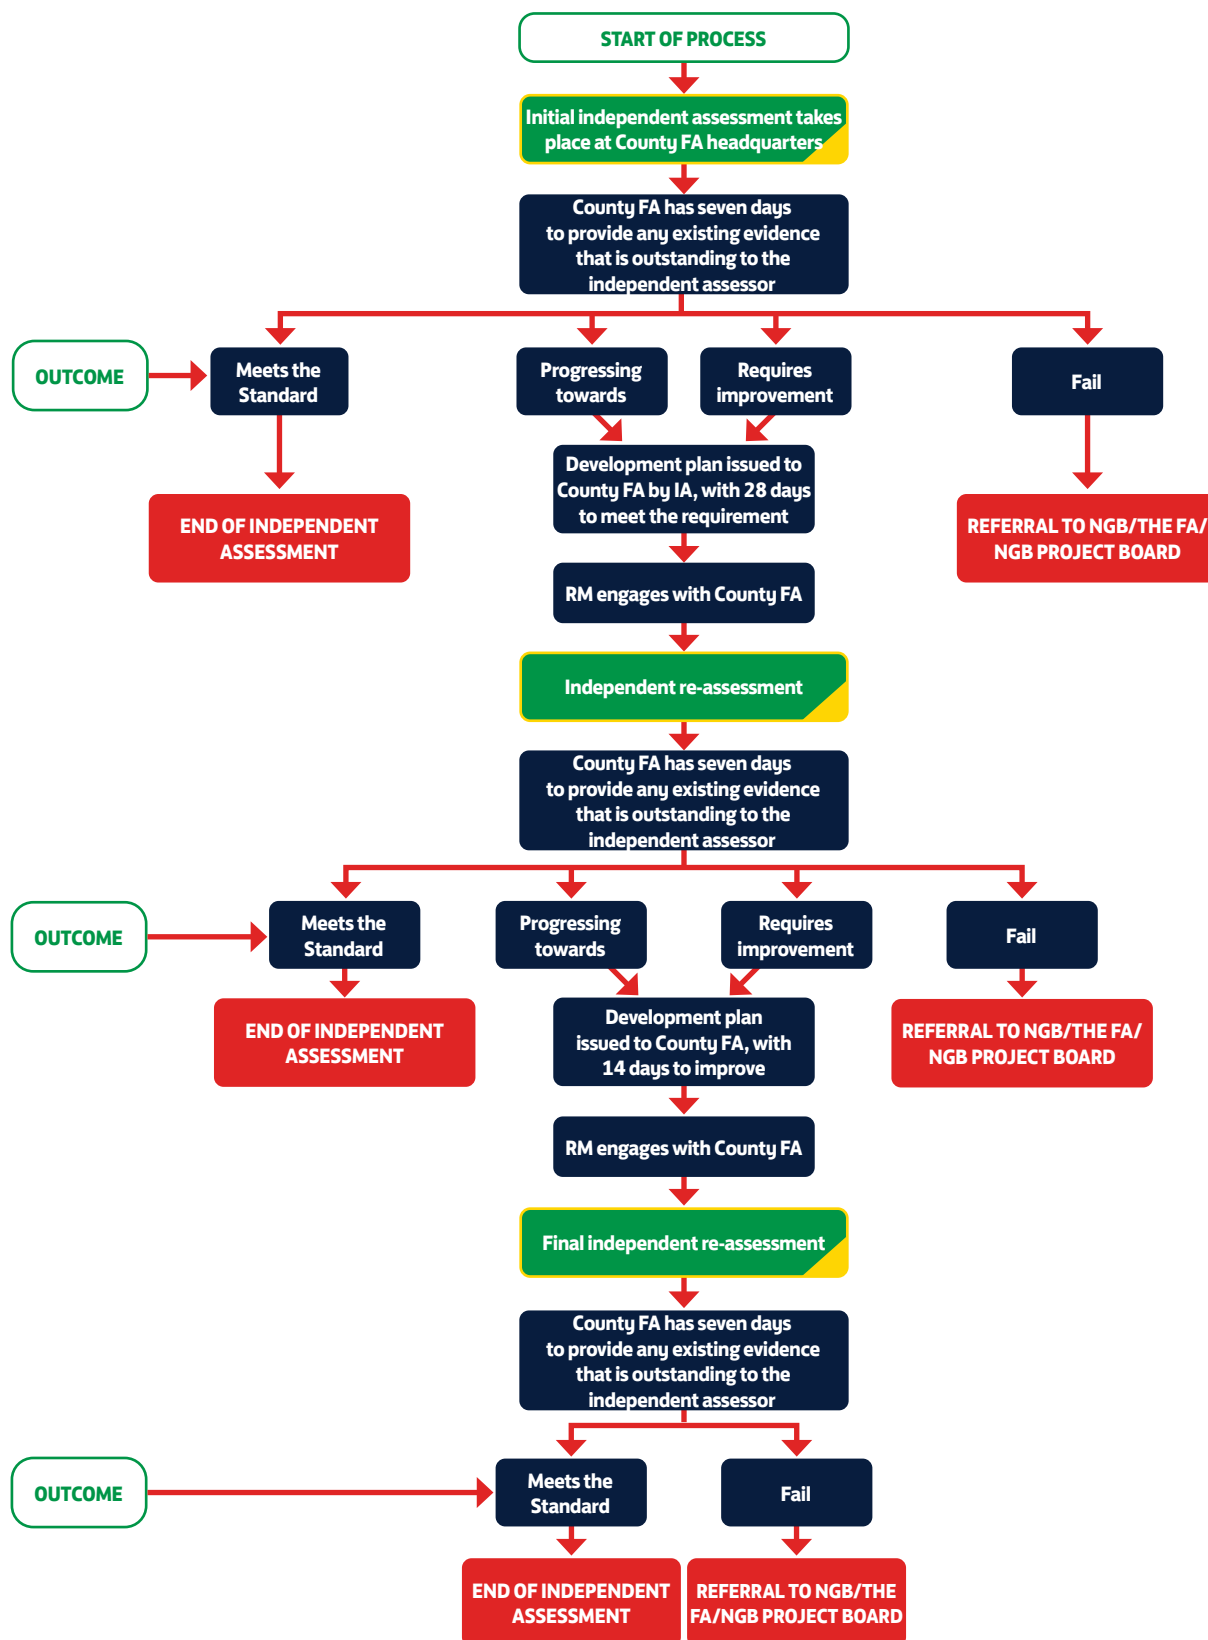 START OF PROCESS
Initial independent assessment takes
place at County FA headquarters
County FA has seven days
to provide any existing evidence
that is outstanding to the
independent assessor
OUTCOME
Meets the
Standard
Progressing
towards
Requires
improvement
Fail
Development plan issued to
County FA by IA, with 28 days
to meet the requirement
END OF INDEPENDENT
ASSESSMENT
REFERRAL TO NGB/THE FA/
NGB PROJECT BOARD
RM engages with County FA
Independent re-assessment
County FA has seven days
to provide any existing evidence
that is outstanding to the
independent assessor
OUTCOME
Meets the
Standard
Progressing
towards
Requires
improvement
Fail
END OF INDEPENDENT
ASSESSMENT
Development plan
issued to County FA, with
14 days to improve
REFERRAL TO NGB/THE FA/
NGB PROJECT BOARD
RM engages with County FA
Final independent re-assessment
County FA has seven days
to provide any existing evidence
that is outstanding to the
independent assessor
OUTCOME
Meets the
Standard
Fail
END OF INDEPENDENT
ASSESSMENT
REFERRAL TO NGB/THE
FA/NGB PROJECT BOARD